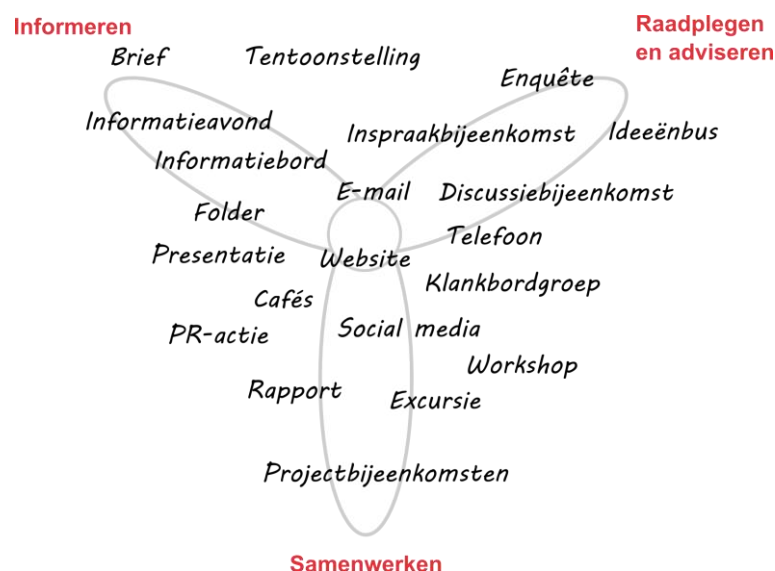 Informeren
Raadplegen
en adviseren
Brief
Tentoonstelling
Enquête
Informatieavond
Inspraakbijeenkomst
Ideeënbus
Informatiebord
E-mail
Discussiebijeenkomst
Folder
Telefoon
Presentatie
Website
Klankbordgroep
Cafés
PR-actie
Social media
Workshop
Rapport
Excursie
Projectbijeenkomsten
Samenwerken